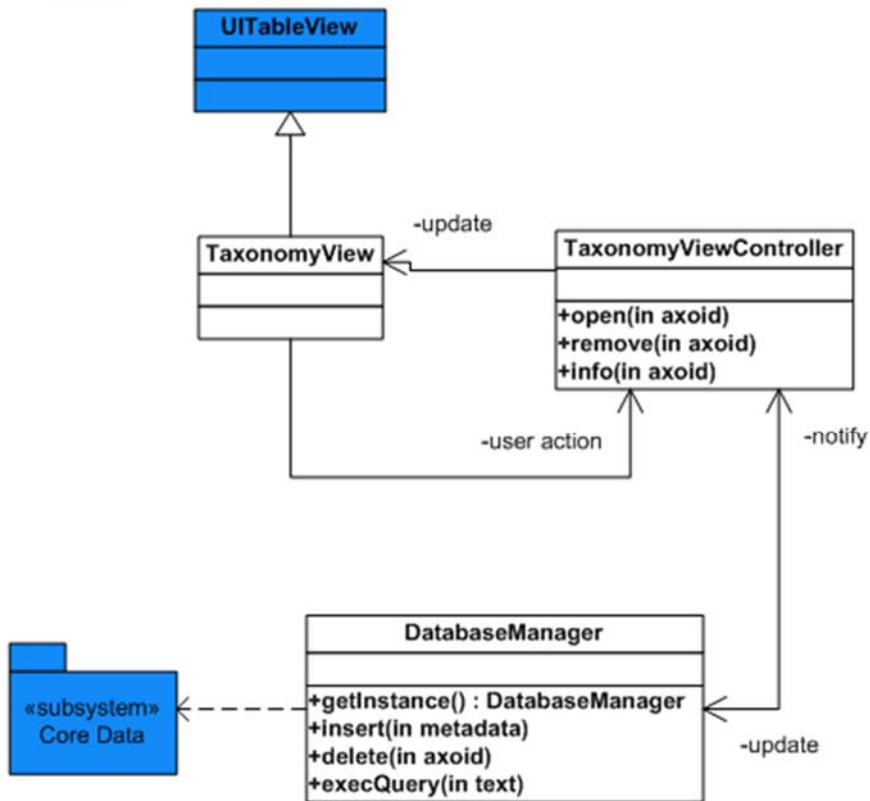 UITableView
-update
TaxonomyView
TaxonomyViewController
+open(in axoid)
+remove(in axoid)
+info(in axoid)
-user action
-notify
DatabaseManager
+getInstance() : DatabaseManager
+insert(in metadata)
+delete(in axoid)
+execQuery(in text)
«subsystem»
Core Data
-update